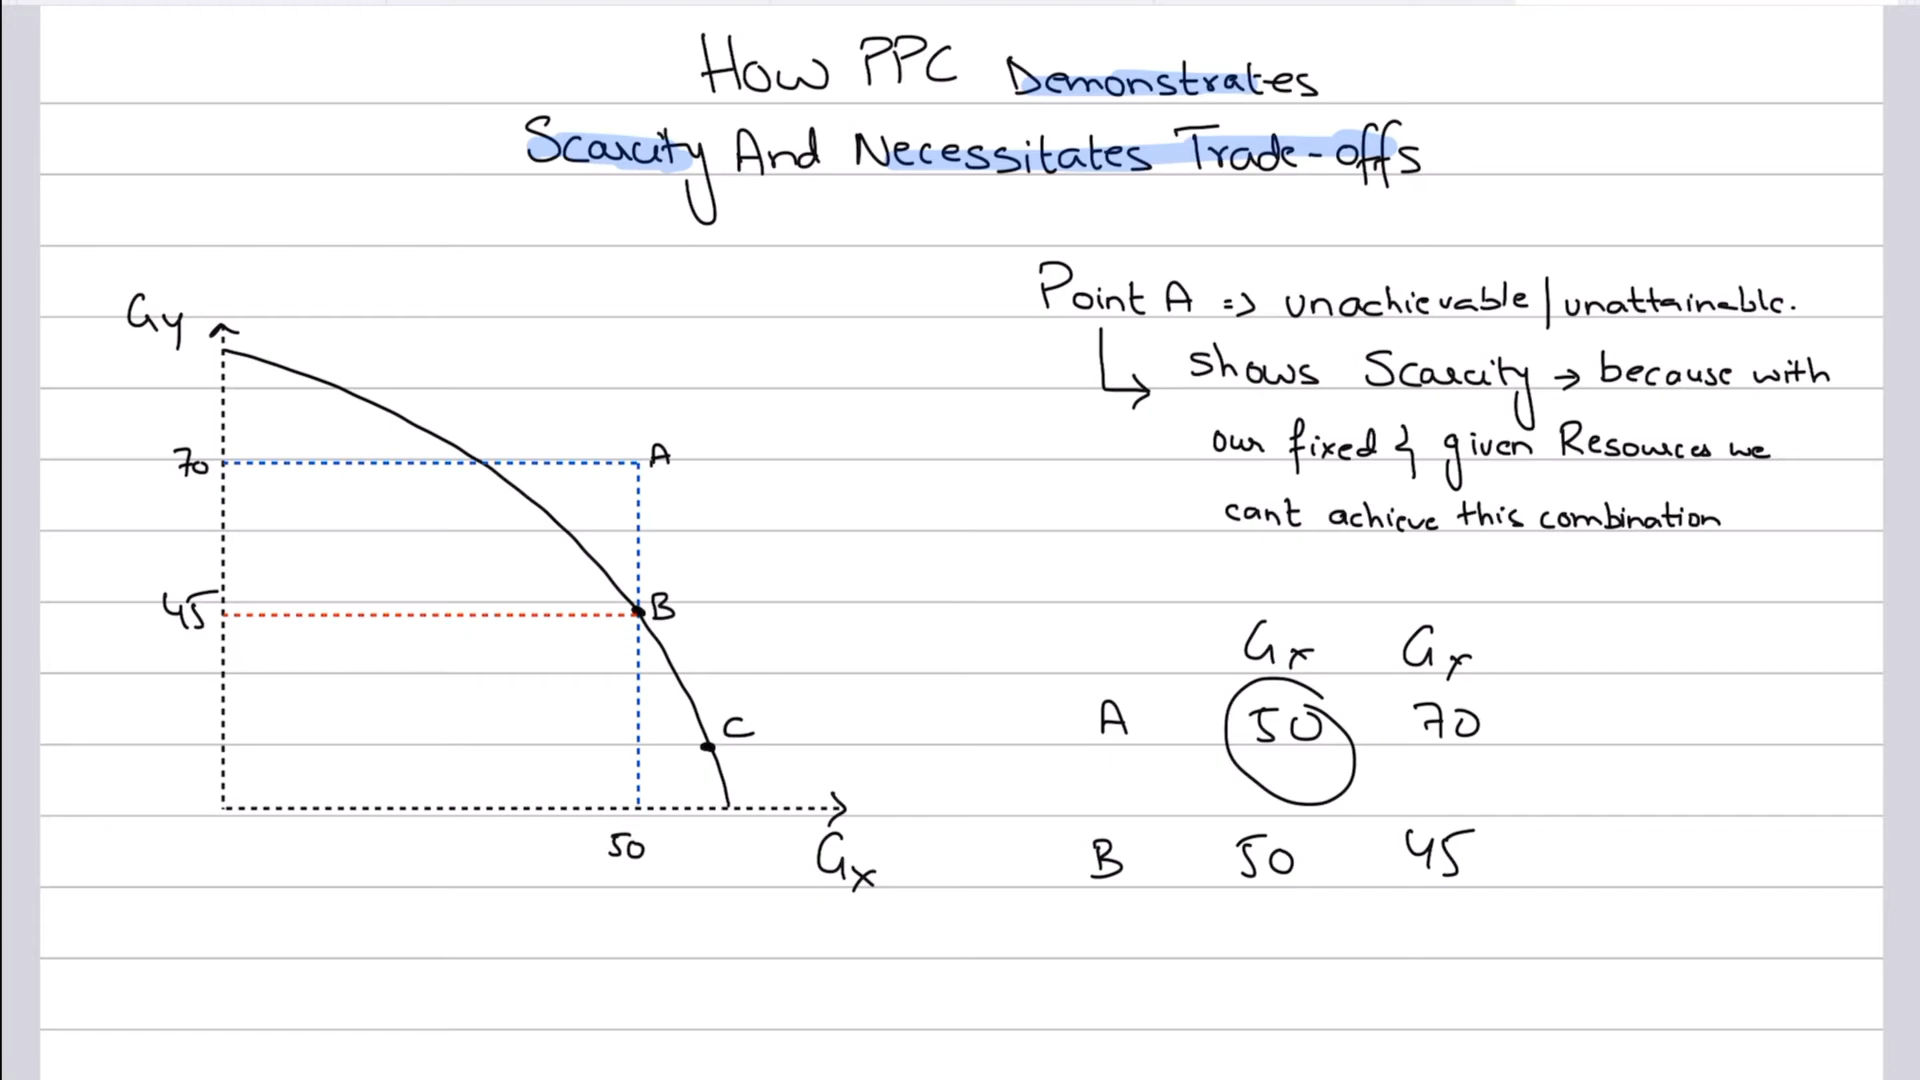 How PPC Demonstrates
Scarcity And Necessitates Trade-offs
Point A => unachievable/unattainable.
shows Scarcity → because with
our fixed & given Resources we
cant achieve this combination
Gy
70
A
45
B
C
50
Gx
Gx Gx
A 50 70
B 50 45